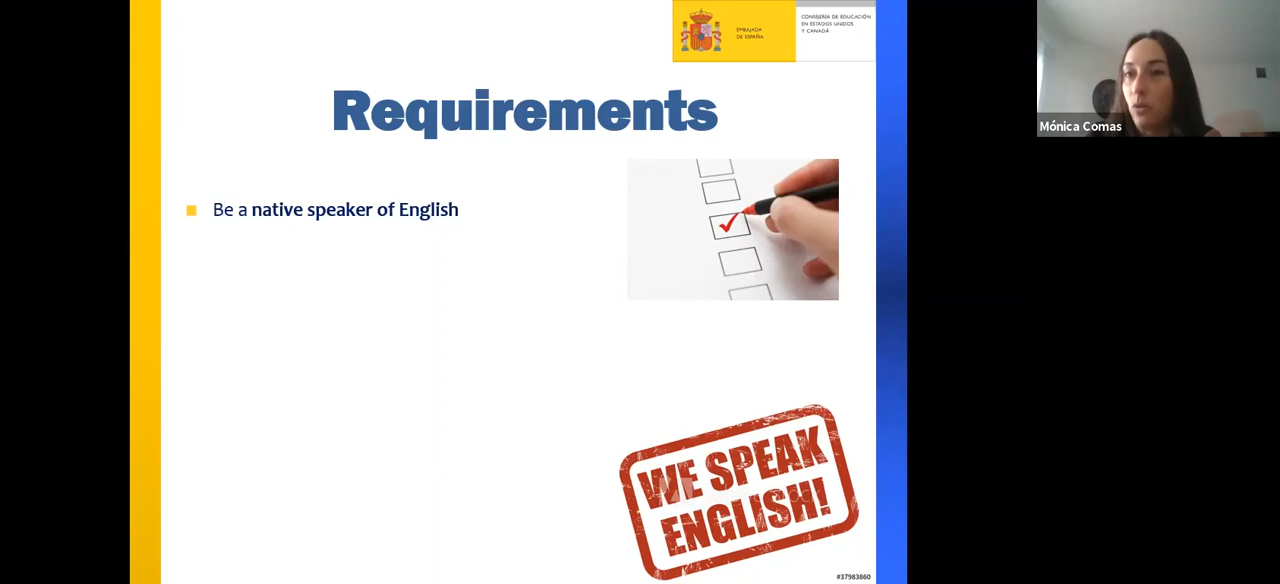 EMBAJADA
DE ESPAÑA
CONSEJERÍA DE EDUCACIÓN
EN ESTADOS UNIDOS
Y CANADÁ
Requirements
Mónica Comas
Be a native speaker of English
WE SPEAK
ENGLISH!
#37983860